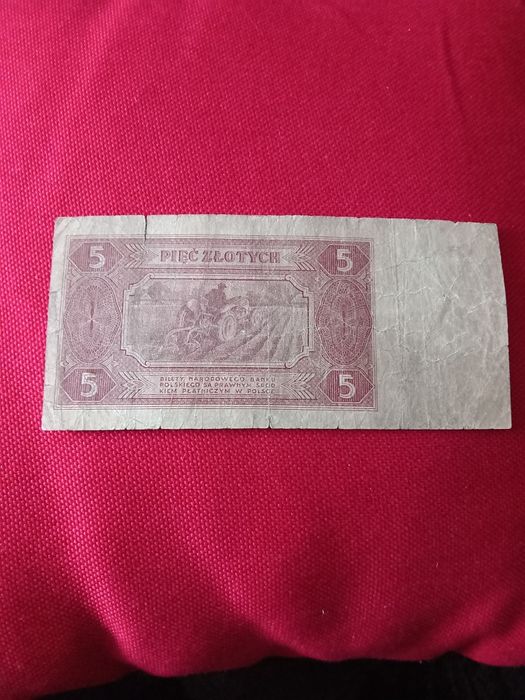 5 PIĘĆ ZŁOTYCH 5
BILETY NARODOWEGO BANKU
POLSKIEGO SĄ PRAWNYM ŚROD
KIEM PŁATNICZYM W POLSCE
5 5